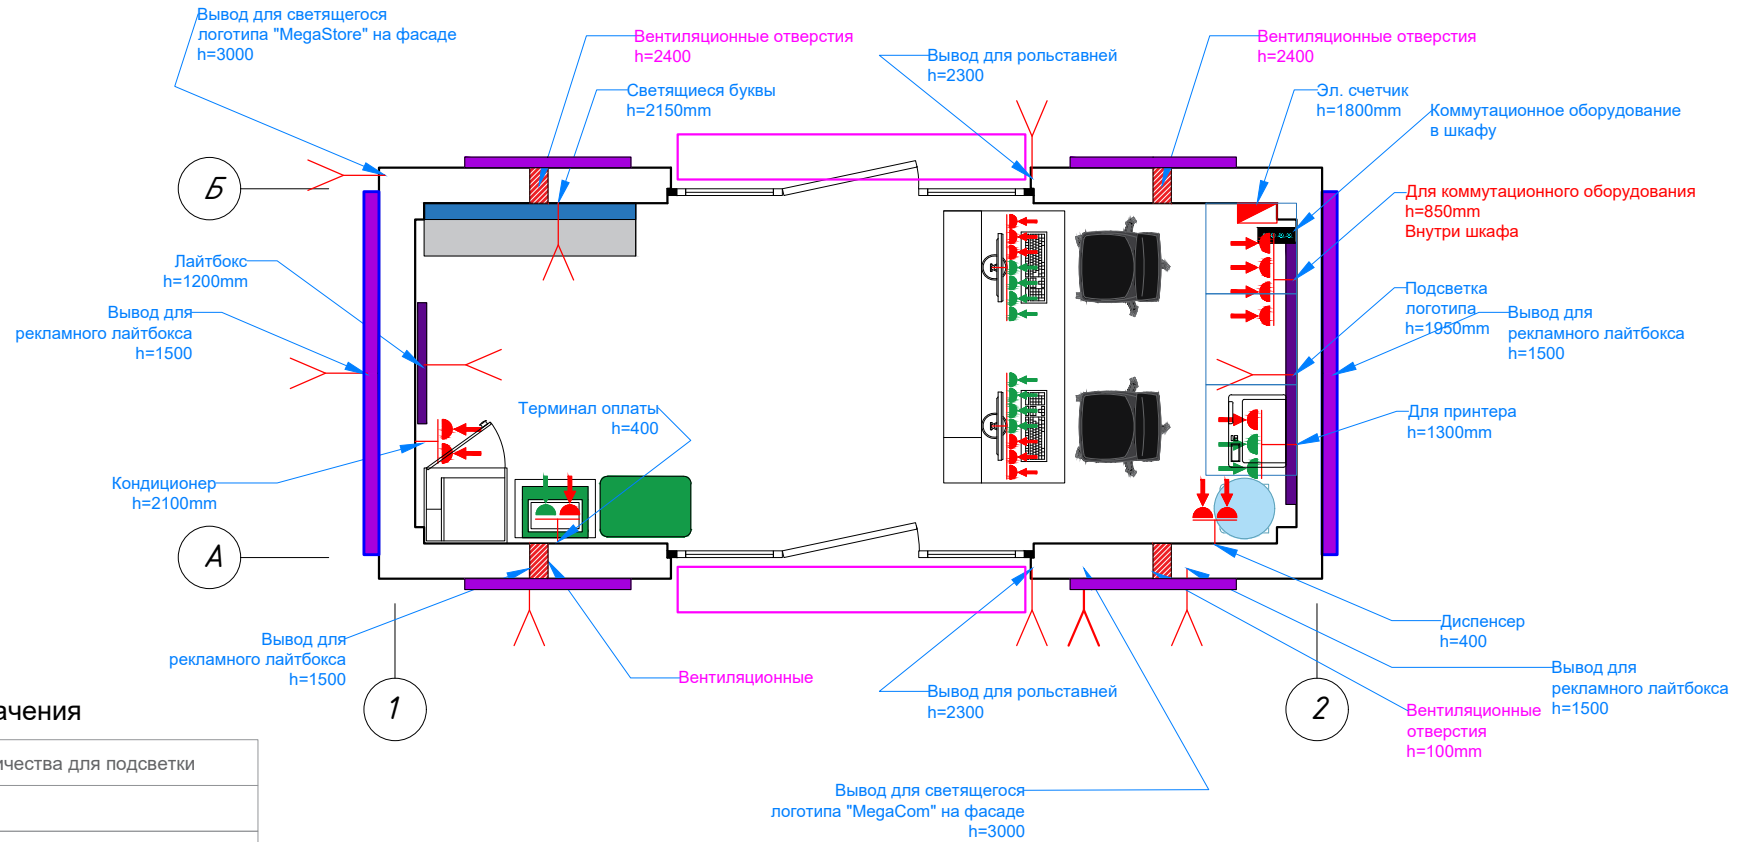 Вывод для светящегося
логотипа "MegaStore" на фасаде
h=3000
Вентиляционные отверстия
h=2400
Светящиеся буквы
h=2150mm
Вывод для рольставней
h=2300
Вентиляционные отверстия
h=2400
Эл. счетчик
h=1800mm
Коммутационное оборудование
в шкафу
Для коммутационного оборудования
h=850mm
Внутри шкафа
Подсветка
логотипа
h=1950mm
Вывод для
рекламного лайтбокса
h=1500
Для принтера
h=1300mm
Б
Лайтбокс
h=1200mm
Вывод для
рекламного лайтбокса
h=1500
Терминал оплаты
h=400
Кондиционер
h=2100mm
А
Вывод для
рекламного лайтбокса
h=1500
Вентиляционные
1
Вывод для рольставней
h=2300
2
Диспенсер
h=400
Вывод для
рекламного лайтбокса
h=1500
Вентиляционные
отверстия
h=100mm
Вывод для светящегося
логотипа "MegaCom" на фасаде
h=3000
ачения
ичества для подсветки